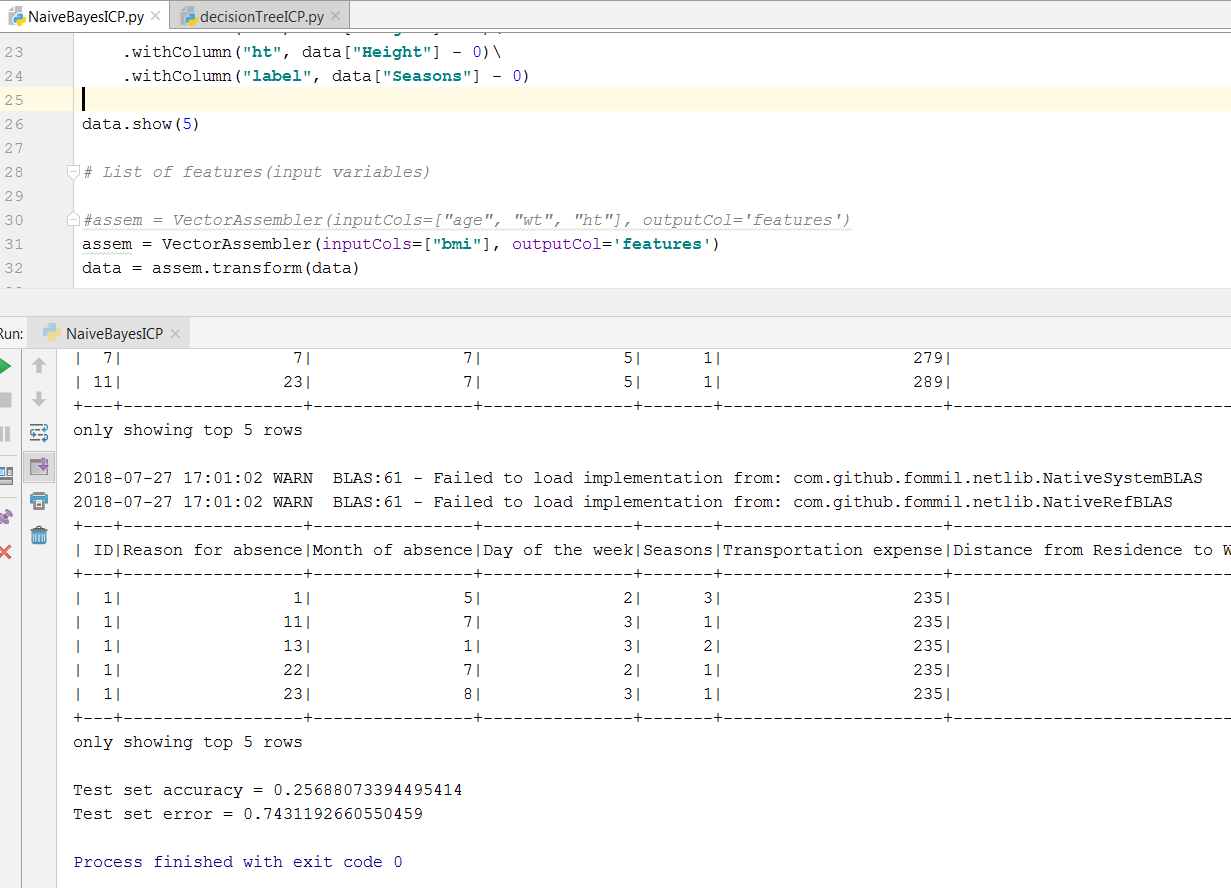 NaiveBayesICP.py decisionTreeICP.py
23 .withColumn("ht", data["Height"] - 0)\
24 .withColumn("label", data["Seasons"] - 0)
25
26 data.show(5)
27
28 # List of features(input variables)
29
30 #assem = VectorAssembler(inputCols=["age", "wt", "ht"], outputCol='features')
31 assem = VectorAssembler(inputCols=["bmi"], outputCol='features')
32 data = assem.transform(data)
Run: NaiveBayesICP
| 7| 7| 7| 5| 1| 279|
| 11| 23| 7| 5| 1| 289|
+---+------------------+----------------+---------------+-------+----------------------+----------------------------
only showing top 5 rows
2018-07-27 17:01:02 WARN BLAS:61 - Failed to load implementation from: com.github.fommil.netlib.NativeSystemBLAS
2018-07-27 17:01:02 WARN BLAS:61 - Failed to load implementation from: com.github.fommil.netlib.NativeRefBLAS
+---+------------------+----------------+---------------+-------+----------------------+----------------------------
| ID|Reason for absence|Month of absence|Day of the week|Seasons|Transportation expense|Distance from Residence to W
+---+------------------+----------------+---------------+-------+----------------------+----------------------------
| 1| 1| 5| 2| 3| 235|
| 1| 11| 7| 3| 1| 235|
| 1| 13| 1| 3| 2| 235|
| 1| 22| 7| 2| 1| 235|
| 1| 23| 8| 3| 1| 235|
+---+------------------+----------------+---------------+-------+----------------------+----------------------------
only showing top 5 rows
Test set accuracy = 0.25688073394495414
Test set error = 0.7431192660550459
Process finished with exit code 0